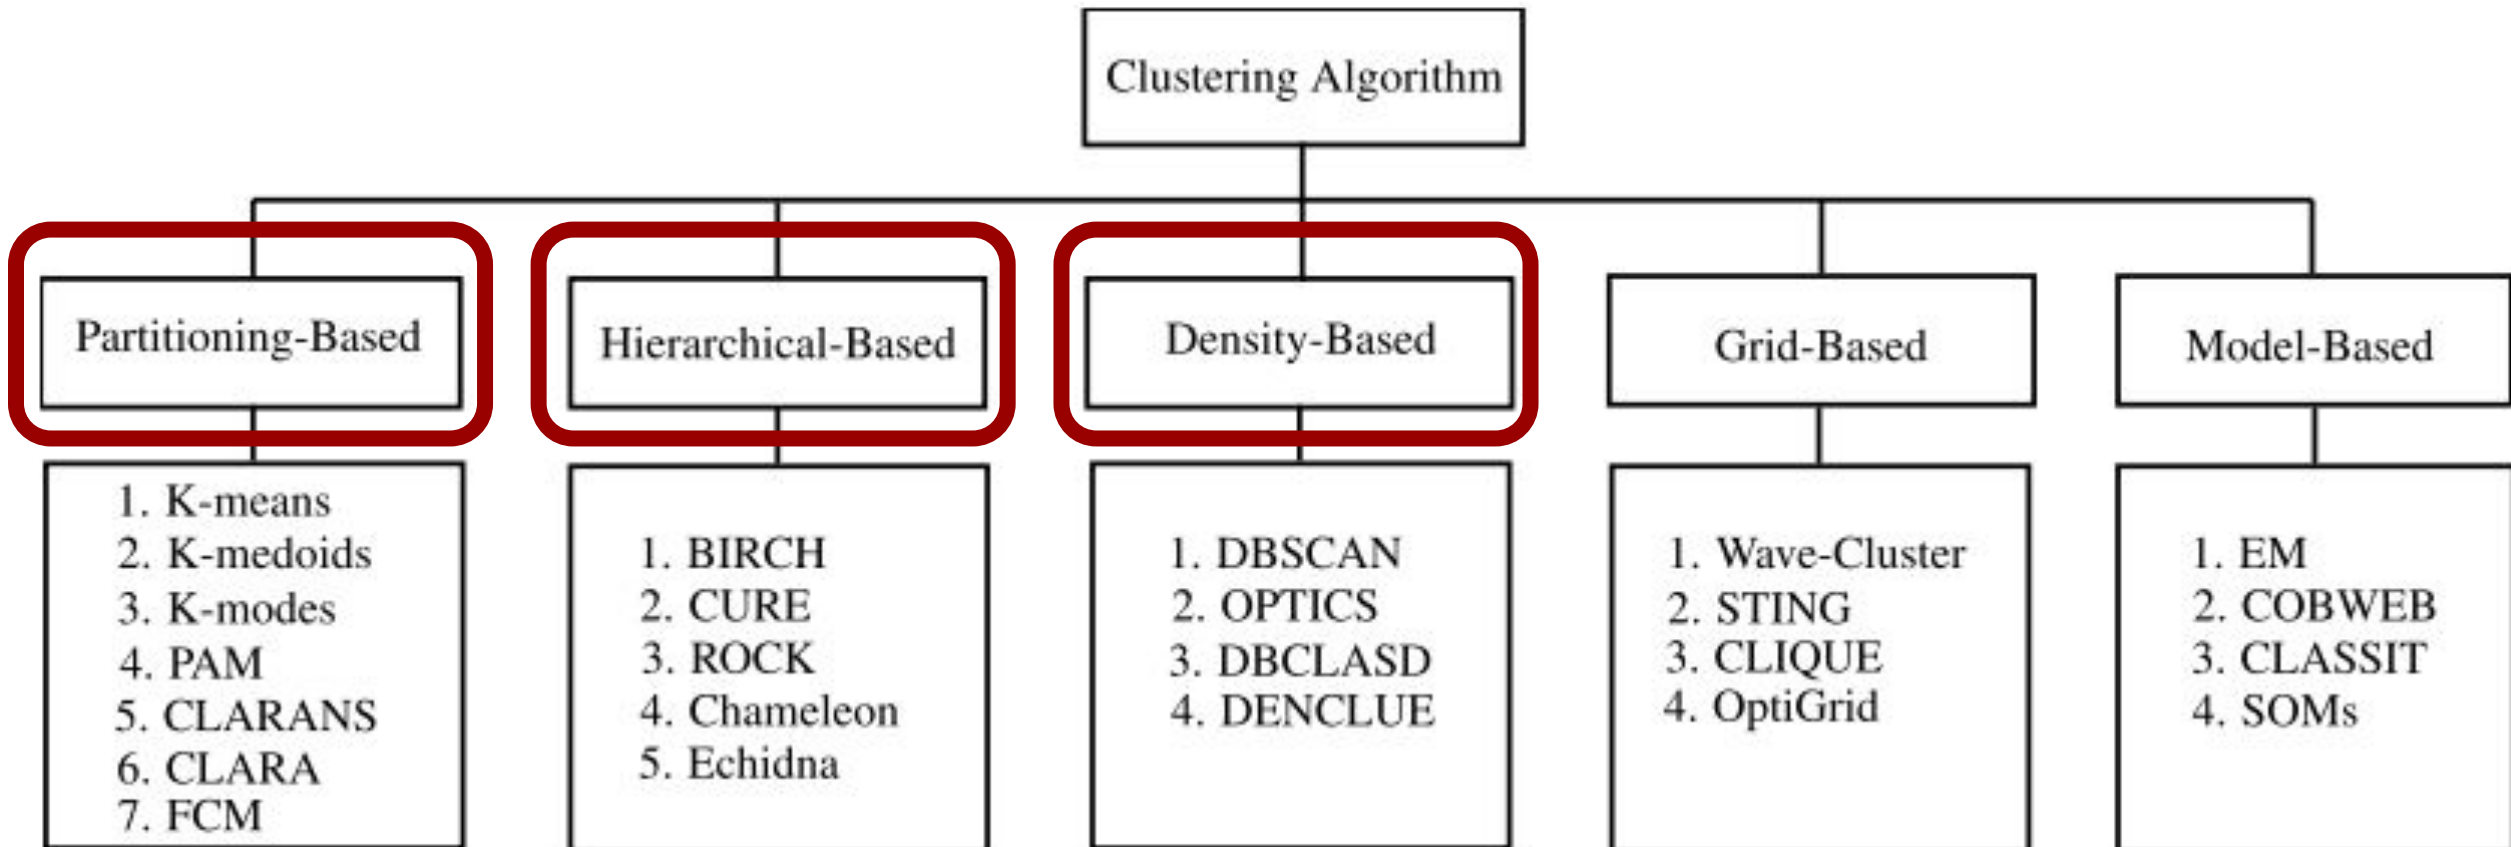 Clustering Algorithm
Partitioning-Based
Hierarchical-Based
Density-Based
Grid-Based
Model-Based
1. K-means
2. K-medoids
3. K-modes
4. PAM
5. CLARANS
6. CLARA
7. FCM
1. BIRCH
2. CURE
3. ROCK
4. Chameleon
5. Echidna
1. DBSCAN
2. OPTICS
3. DBCLASD
4. DENCLUE
1. Wave-Cluster
2. STING
3. CLIQUE
4. OptiGrid
1. EM
2. COBWEB
3. CLASSIT
4. SOMs